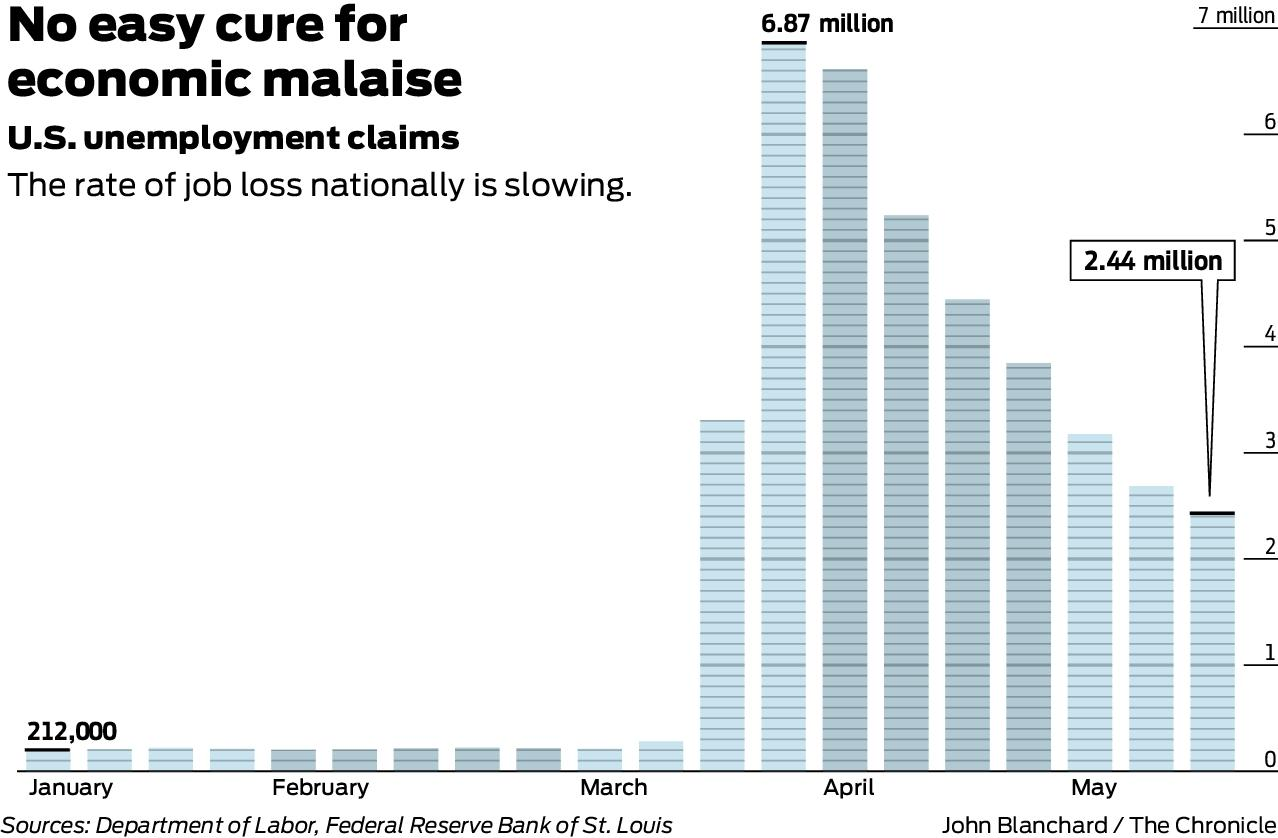 No easy cure for
economic malaise
U.S. unemployment claims
The rate of job loss nationally is slowing.
6.87 million
7 million
6
5
2.44 million
4
3
2
1
212,000
0
January February March April May
Sources: Department of Labor, Federal Reserve Bank of St. Louis
John Blanchard / The Chronicle